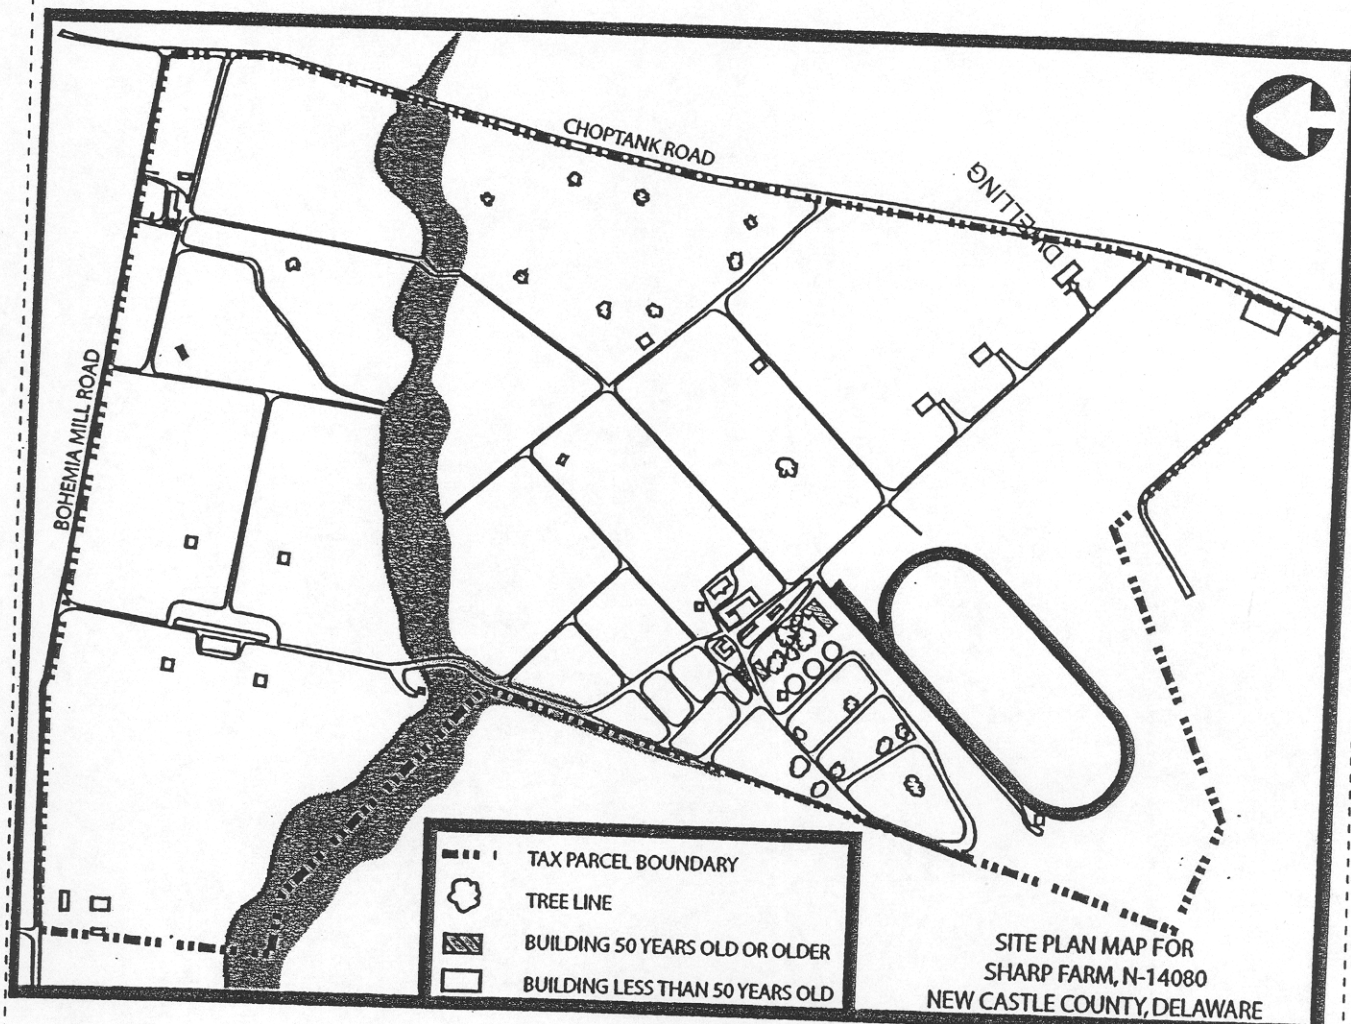 CHOPTANK ROAD
DWELLING
BOHEMIA MILL ROAD
TAX PARCEL BOUNDARY
TREE LINE
BUILDING 50 YEARS OLD OR OLDER
BUILDING LESS THAN 50 YEARS OLD
SITE PLAN MAP FOR
SHARP FARM, N-14080
NEW CASTLE COUNTY, DELAWARE